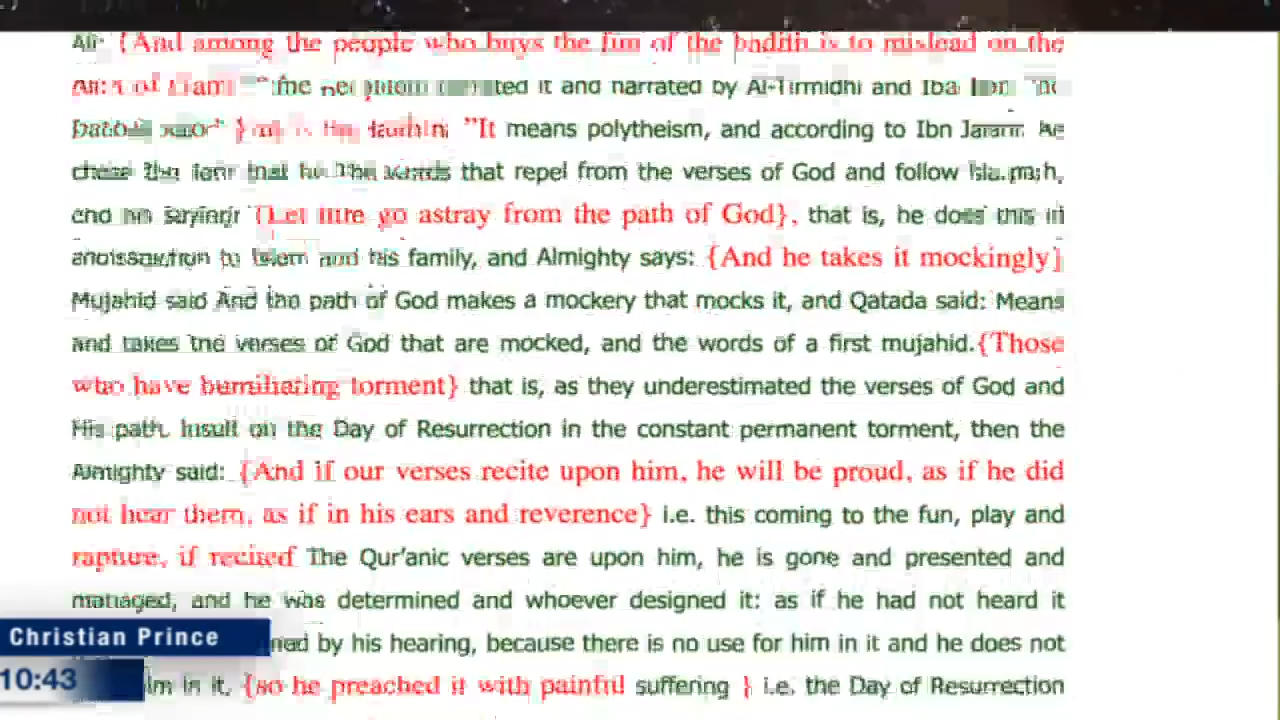 {And among the people who buys the fun of the hadith is to mislead on the
it and narrated by Al-Tirmidhi and
"It means polytheism, and according to Ibn
that repel from the verses of God and follow
go astray from the path of God}, that is, he does this in
to Islam and his family, and Almighty says: {And he takes it mockingly}
Mujahid said And the path of God makes a mockery that mocks it, and Qatada said: Means
and takes the verses of God that are mocked, and the words of a first mujahid.{Those
who have humiliating torment} that is, as they underestimated the verses of God and
His path. Insult on the Day of Resurrection in the constant permanent torment, then the
Almighty said: {And if our verses recite upon him, he will be proud, as if he did
not hear them, as if in his ears and reverence} i.e. this coming to the fun, play and
rapture, if recited The Qur'anic verses are upon him, he is gone and presented and
managed, and he was determined and whoever designed it: as if he had not heard it
by his hearing, because there is no use for him in it and he does not
in it, {so he preached it with painful suffering } i.e. the Day of Resurrection
Christian Prince
10:43